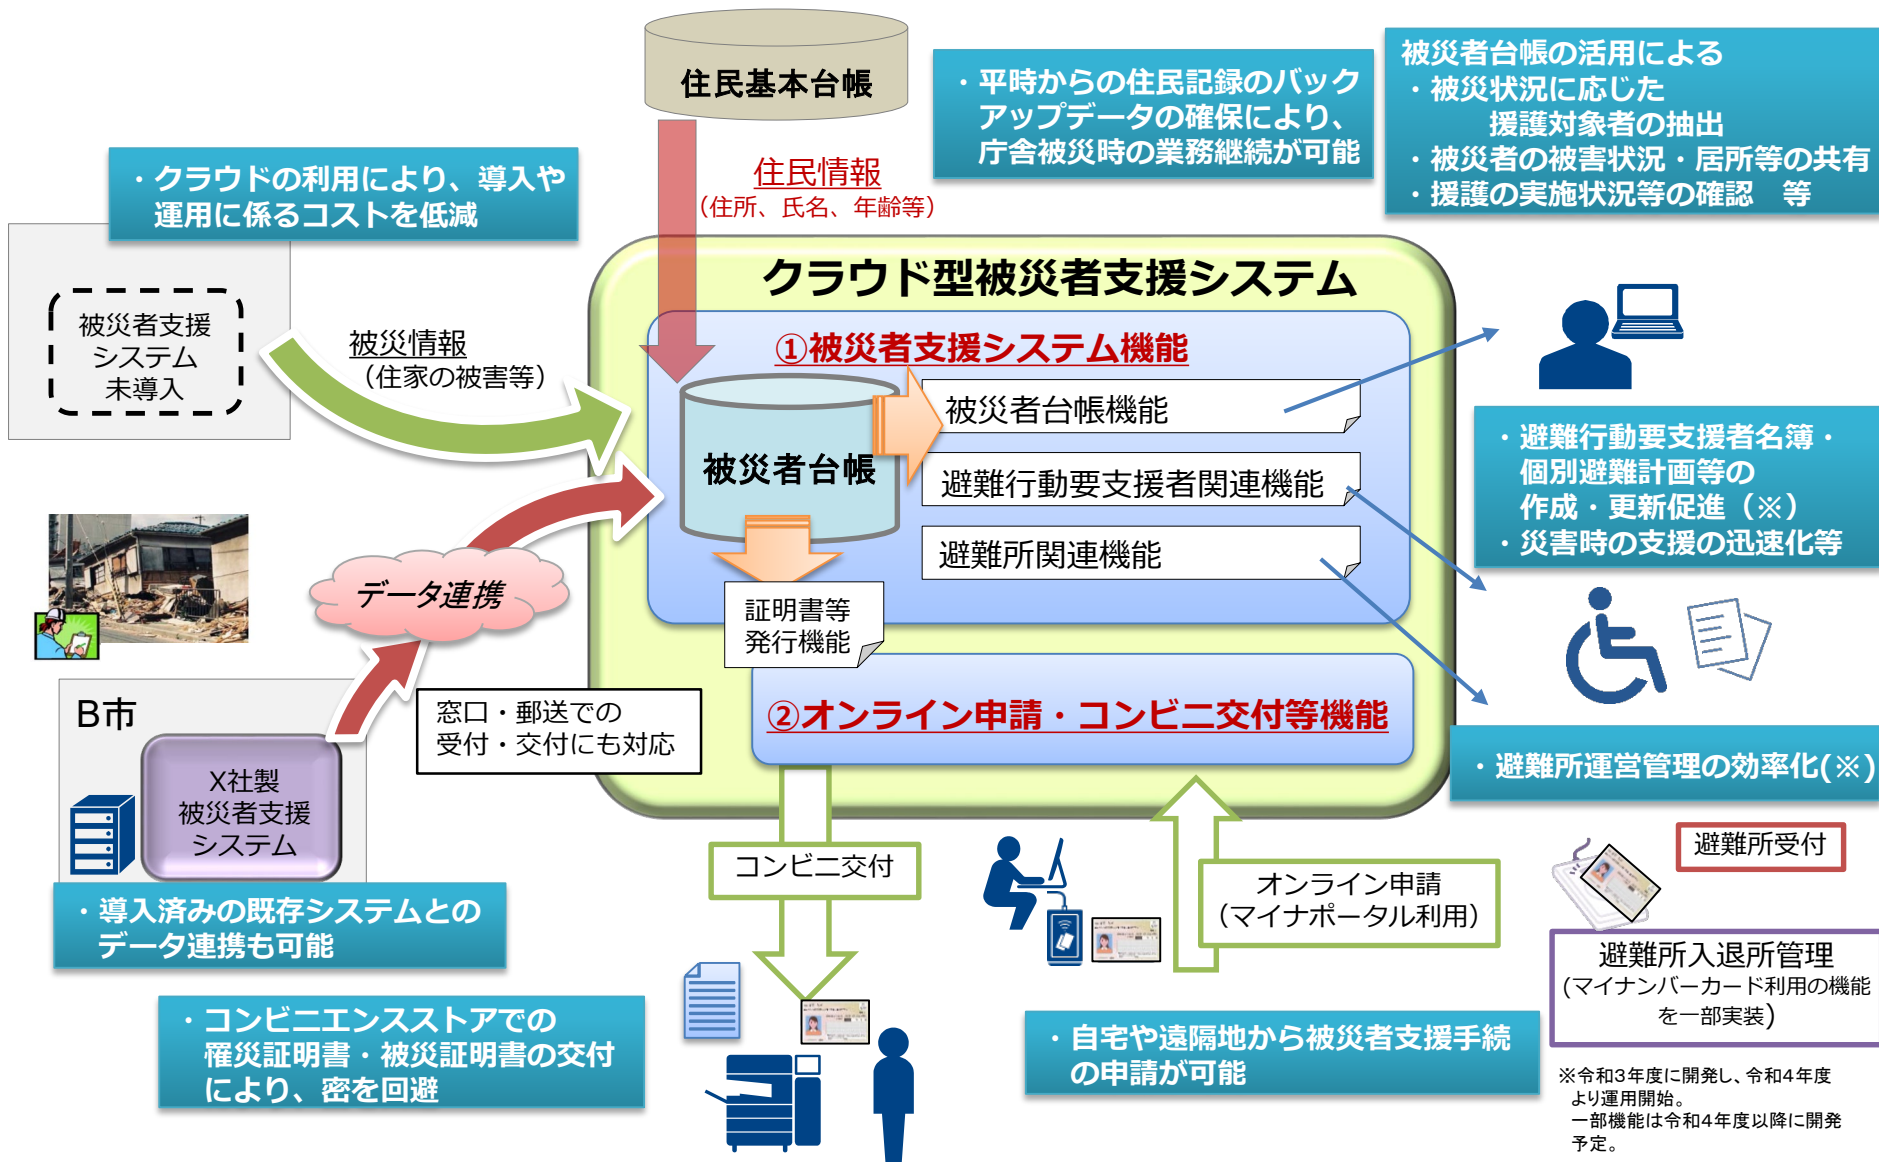 住民基本台帳
・平時からの住民記録のバック
アップデータの確保により、
庁舎被災時の業務継続が可能
被災者台帳の活用による
・被災状況に応じた
援護対象者の抽出
・被災者の被害状況・居所等の共有
・援護の実施状況等の確認　等
・クラウドの利用により、導入や
運用に係るコストを低減
住民情報
（住所、氏名、年齢等）
クラウド型被災者支援システム
被災者支援
システム
未導入
被災情報
（住家の被害等）
①被災者支援システム機能
被災者台帳
被災者台帳機能
避難行動要支援者関連機能
避難所関連機能
証明書等
発行機能
・避難行動要支援者名簿・
個別避難計画等の
作成・更新促進（※）
・災害時の支援の迅速化等
データ連携
B市
X社製
被災者支援
システム
窓口・郵送での
受付・交付にも対応
②オンライン申請・コンビニ交付等機能
・避難所運営管理の効率化(※)
・導入済みの既存システムとの
データ連携も可能
コンビニ交付
オンライン申請
（マイナポータル利用）
避難所受付
避難所入退所管理
(マイナンバーカード利用の機能
を一部実装)
・コンビニエンスストアでの
罹災証明書・被災証明書の交付
により、密を回避
・自宅や遠隔地から被災者支援手続
の申請が可能
※令和3年度に開発し、令和4年度
より運用開始。
一部機能は令和4年度以降に開発
予定。